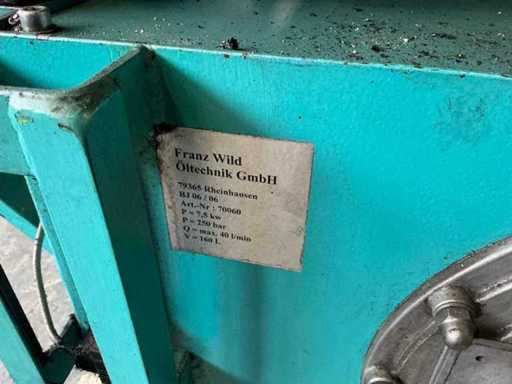 Franz Wild
Öltechnik GmbH
79365 Rheinhausen
BJ 06 / 06
Art.-Nr : 70060
P = 7,5 kw
P = 250 bar
Q = max. 40 l/min
V = 160 L